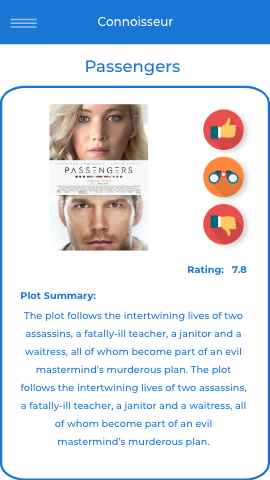 Connoisseur
Passengers
PASSENGERS
Rating: 7.8
Plot Summary:
The plot follows the intertwining lives of two
assassins, a fatally-ill teacher, a janitor and a
waitress, all of whom become part of an evil
mastermind's murderous plan. The plot
follows the intertwining lives of two assassins,
a fatally-ill teacher, a janitor and a waitress, all
of whom become part of an evil
mastermind's murderous plan.